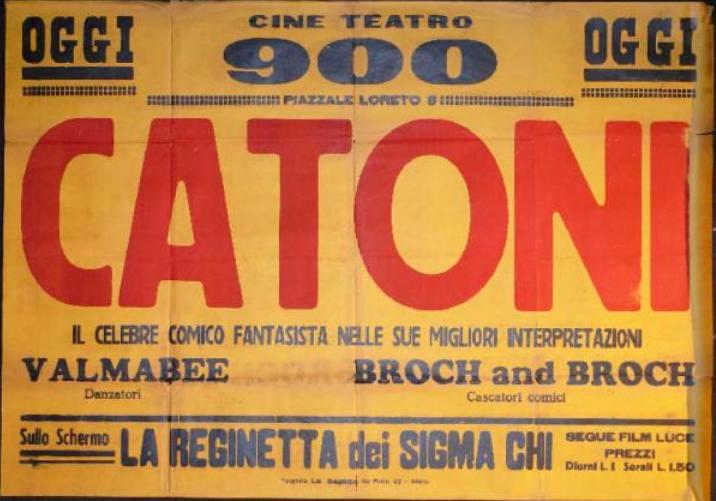 OGGI
CINE TEATRO
OGGI
900
PIAZZALE LORETO 9
CATONI
IL CELEBRE COMICO FANTASISTA NELLE SUE MIGLIORI INTERPRETAZIONI
VALMABEE
BROCH and BROCH
Danzatori
Cascatori comici
Sullo Schermo
LA REGINETTA dei SIGMA CHI
SEGUE FILM LUCE
PREZZI
Diurni L. 1 Serali L. 1.50